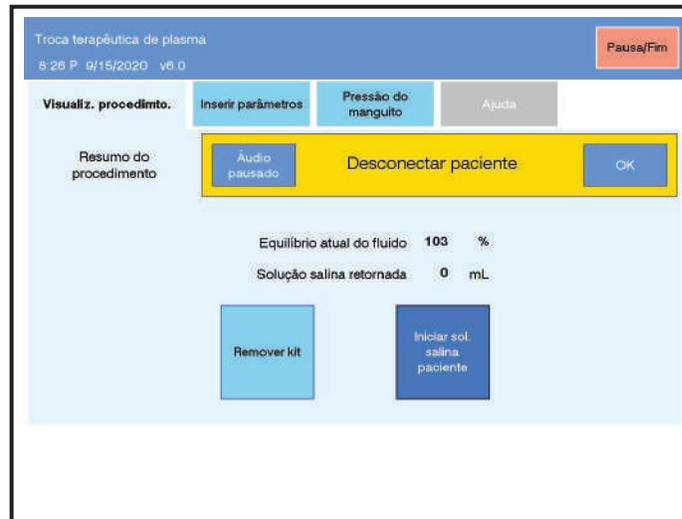 Troca terapêutica de plasma
8:26 P 9/15/2020 v6.0
Pausa/Fim
Visualiz. procedimto.
Inserir parâmetros
Pressão do
manguito
Ajuda
Resumo do
procedimento
Áudio
pausado
Desconectar paciente
OK
Equilíbrio atual do fluido 103 %
Solução salina retornada 0 mL
Remover kit
Iniciar sol.
salina
paciente